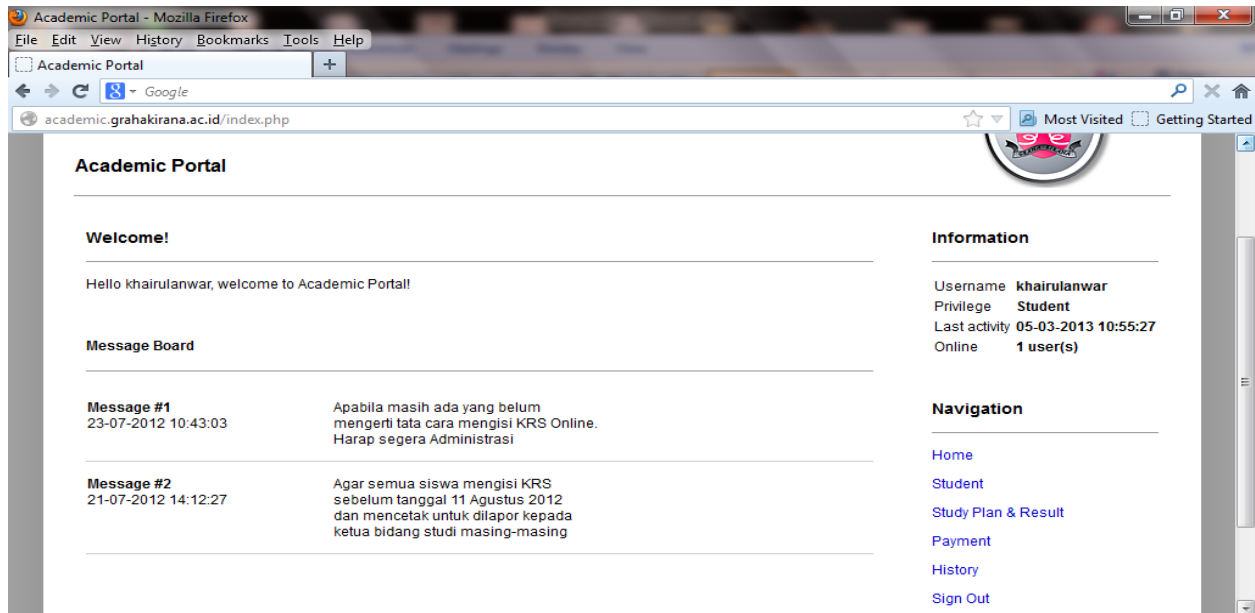 Academic Portal - Mozilla Firefox
File Edit View History Bookmarks Tools Help
Academic Portal
Google
academic.grahakirana.ac.id/index.php
Most Visited Getting Started
Academic Portal
Welcome!
Hello khairulanwar, welcome to Academic Portal!
Message Board
Message #1
23-07-2012 10:43:03
Apabila masih ada yang belum
mengerti tata cara mengisi KRS Online.
Harap segera Administrasi
Message #2
21-07-2012 14:12:27
Agar semua siswa mengisi KRS
sebelum tanggal 11 Agustus 2012
dan mencetak untuk dilapor kepada
ketua bidang studi masing-masing
Information
Username khairulanwar
Privilege Student
Last activity 05-03-2013 10:55:27
Online 1 user(s)
Navigation
Home
Student
Study Plan & Result
Payment
History
Sign Out